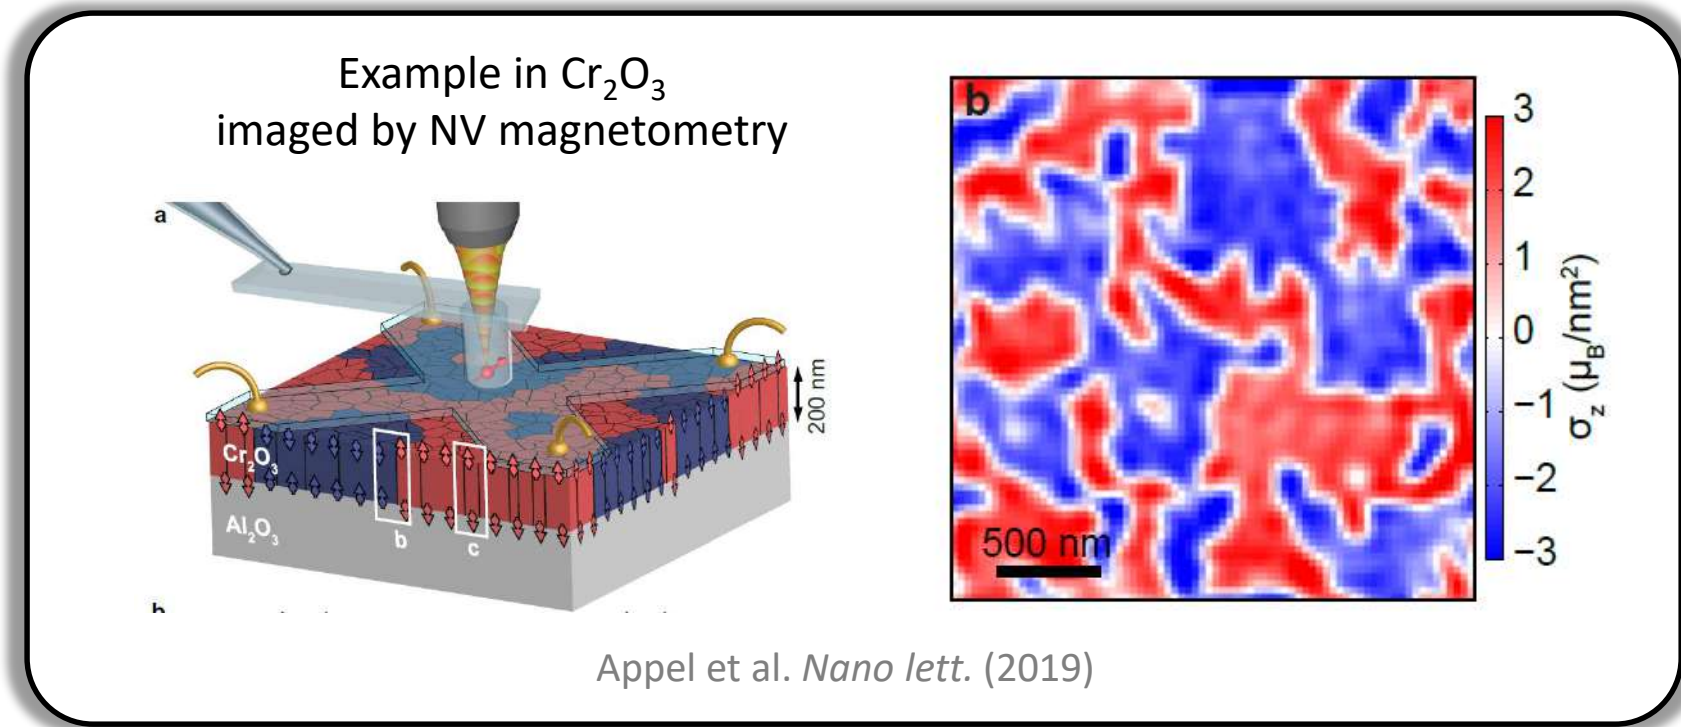 Example in Cr₂O₃
imaged by NV magnetometry
a
200 nm
Cr₂O₃
Al₂O₃
b
c
b
3
2
1
0
−1
−2
−3
σz (μB/nm²)
500 nm
Appel et al. Nano lett. (2019)